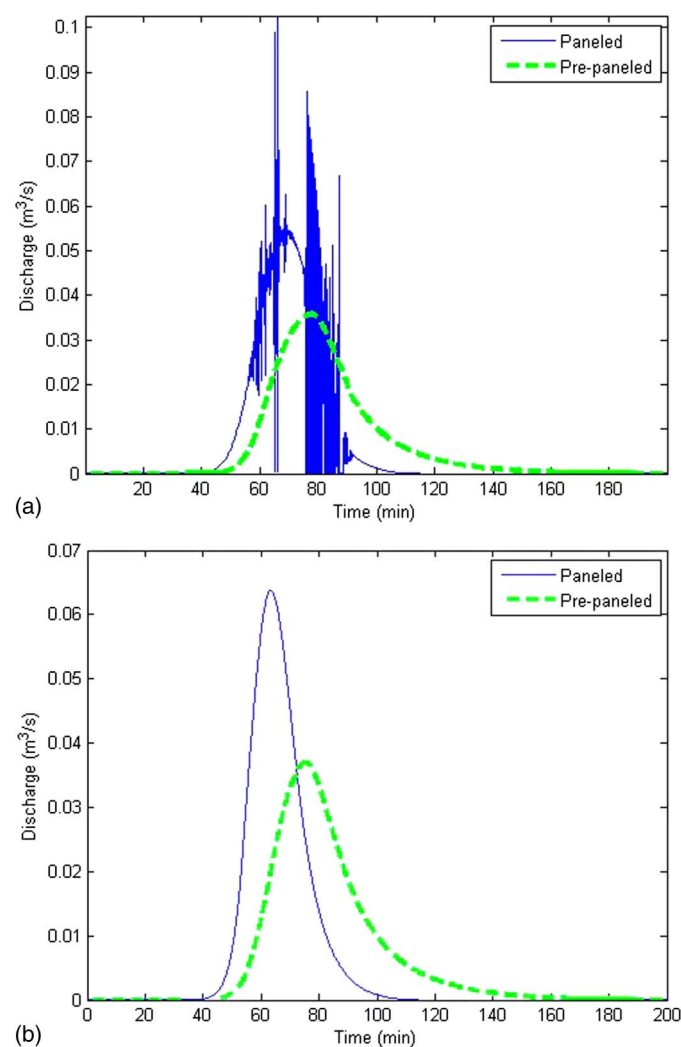 0.1
0.09
0.08
0.07
0.06
0.05
0.04
0.03
0.02
0.01
0
Discharge (m³/s)
Paneled
Pre-paneled
20 40 60 80 100 120 140 160 180
Time (min)
(a)
0.07
0.06
0.05
0.04
0.03
0.02
0.01
0
Discharge (m³/s)
Paneled
Pre-paneled
0 20 40 60 80 100 120 140 160 180 200
Time (min)
(b)